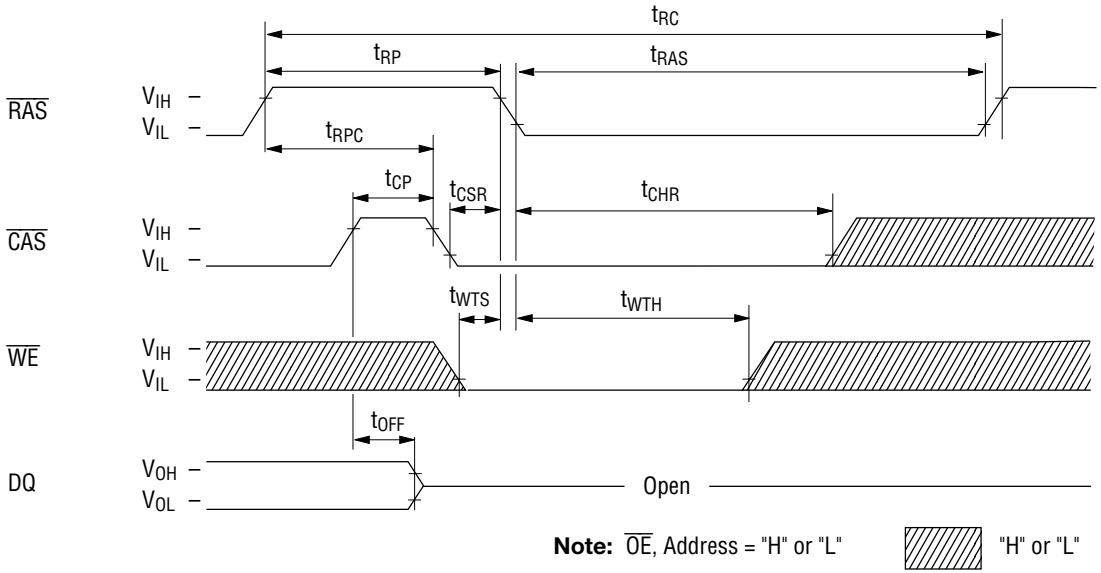 tRC
tRP
tRAS
RAS
VIH
VIL
tRPC
tCP
tCSR
tCHR
CAS
VIH
VIL
tWTS
tWTH
WE
VIH
VIL
tOFF
DQ
VOH
VOL
Open
Note: OE, Address = "H" or "L"
"H" or "L"